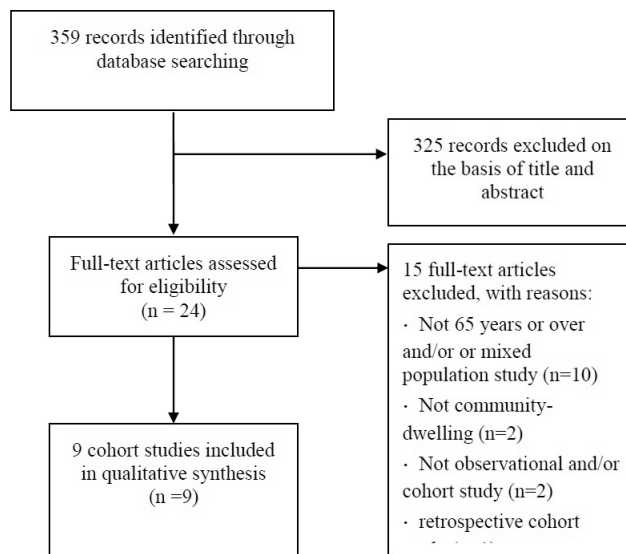 359 records identified through
database searching
325 records excluded on
the basis of title and
abstract
Full-text articles assessed
for eligibility
(n = 24)
15 full-text articles
excluded, with reasons:
· Not 65 years or over
and/or or mixed
population study (n=10)
· Not community-
dwelling (n=2)
· Not observational and/or
cohort study (n=2)
· retrospective cohort
9 cohort studies included
in qualitative synthesis
(n =9)